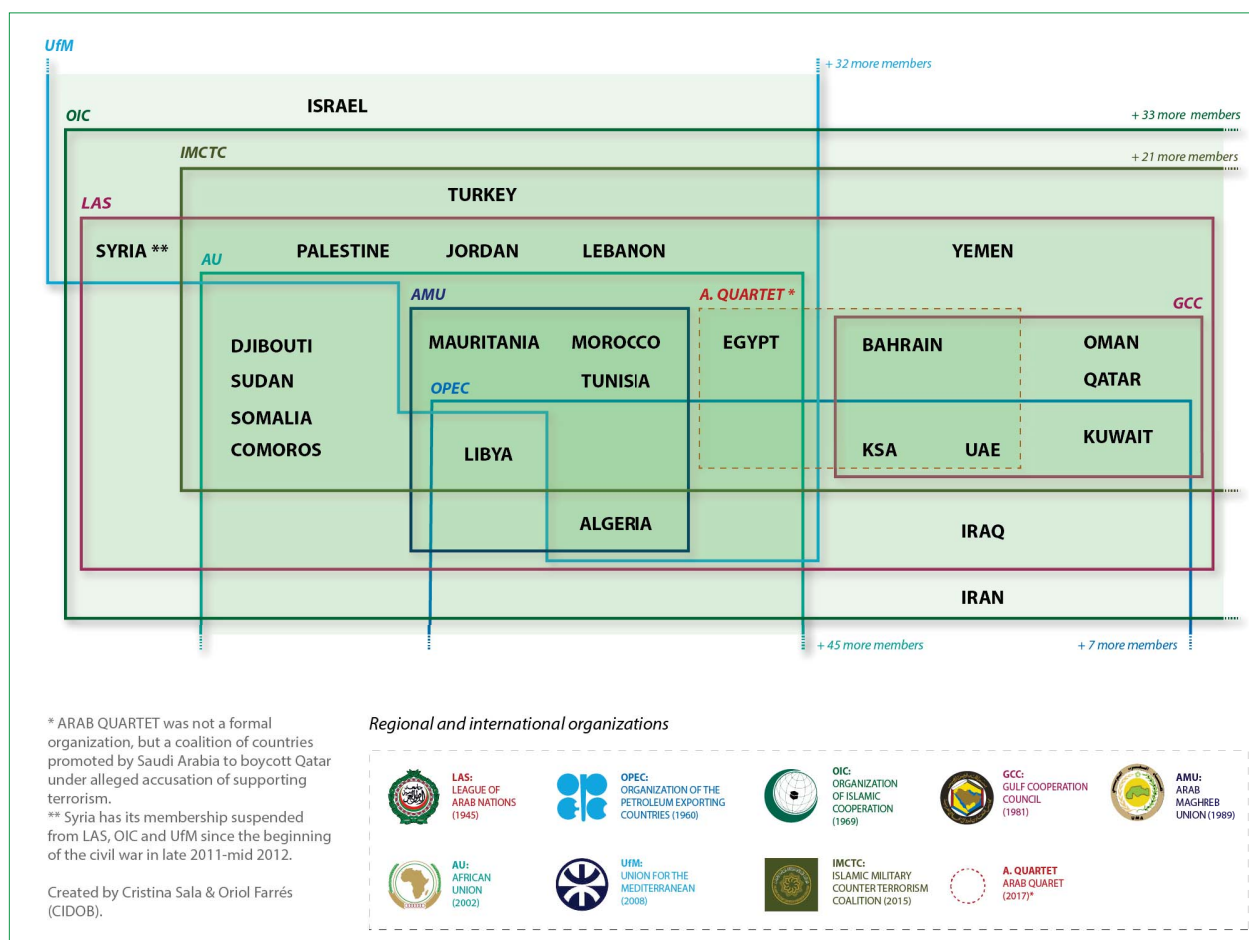 UfM
+ 32 more members
ISRAEL
OIC
+ 33 more members
IMCTC
+ 21 more members
TURKEY
LAS
SYRIA **
PALESTINE
JORDAN
LEBANON
YEMEN
AU
AMU
A. QUARTET *
GCC
DJIBOUTI
MAURITANIA
MOROCCO
EGYPT
BAHRAIN
OMAN
SUDAN
TUNISIA
QATAR
OPEC
SOMALIA
COMOROS
LIBYA
KSA
UAE
KUWAIT
ALGERIA
IRAQ
IRAN
+ 45 more members
+ 7 more members
* ARAB QUARTET was not a formal
organization, but a coalition of countries
promoted by Saudi Arabia to boycott Qatar
under alleged accusation of supporting
terrorism.
** Syria has its membership suspended
from LAS, OIC and UfM since the beginning
of the civil war in late 2011-mid 2012.
Created by Cristina Sala & Oriol Farrés
(CIDOB).
Regional and international organizations
LAS:
LEAGUE OF
ARAB NATIONS
(1945)
OPEC:
ORGANIZATION OF THE
PETROLEUM EXPORTING
COUNTRIES (1960)
OIC:
ORGANIZATION
OF ISLAMIC
COOPERATION
(1969)
GCC:
GULF COOPERATION
COUNCIL
(1981)
AMU:
ARAB
MAGHREB
UNION (1989)
AU:
AFRICAN
UNION
(2002)
UfM:
UNION FOR THE
MEDITERRANEAN
(2008)
IMCTC:
ISLAMIC MILITARY
COUNTER TERRORISM
COALITION (2015)
A. QUARTET
ARAB QUARET
(2017)*